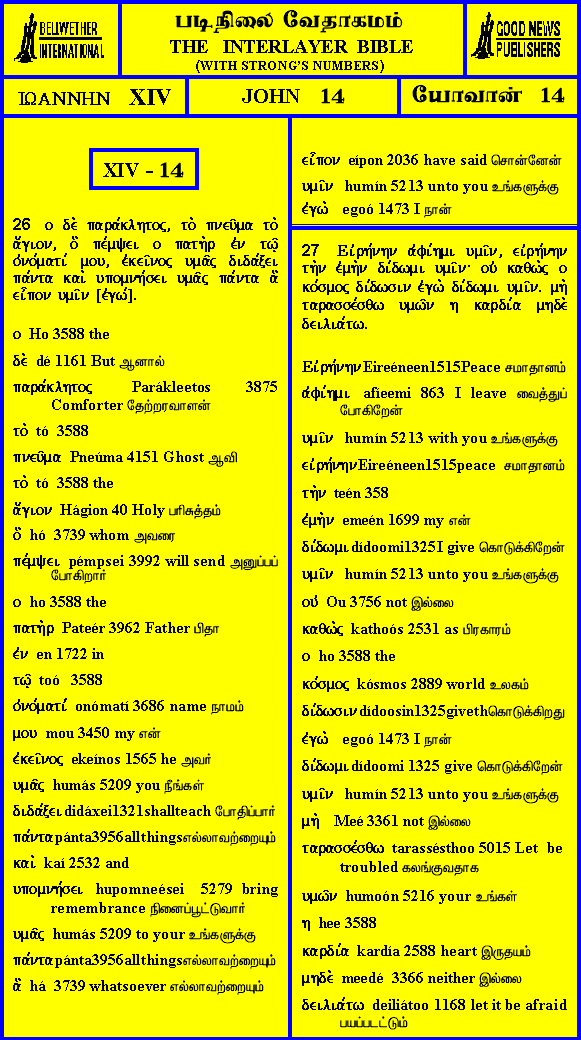 BELLWETHER
INTERNATIONAL
படிநிலை வேதாகமம்
THE INTERLAYER BIBLE
(WITH STRONG'S NUMBERS)
GOOD NEWS
PUBLISHERS
ΙΩΑΝΝΗΝ XIV
JOHN 14
யோவான் 14
XIV - 14
26 ο δὲ παράκλητος, τὸ πνεῦμα τὸ
ἅγιον, ὃ πέμψει ο πατὴρ ἐν τῷ
ὀνόματί μου, ἐκεῖνος υμᾶς διδάξει
πάντα καὶ υπομνήσει υμᾶς πάντα ἃ
εἶπον υμῖν [ἐγώ].
ο Ho 3588 the
δὲ dé 1161 But ஆனால்
παράκλητος Parákleetos 3875
Comforter தேற்றரவாளன்
τὸ tó 3588
πνεῦμα Pneúma 4151 Ghost ஆவி
τὸ tó 3588 the
ἅγιον Hágion 40 Holy பரிசுத்தம்
ὃ hó 3739 whom அவரை
πέμψει pémpsei 3992 will send அனுப்பப்
போகிறார்
ο ho 3588 the
πατὴρ Pateér 3962 Father பிதா
ἐν en 1722 in
τῷ toó 3588
ὀνόματί onómatí 3686 name நாமம்
μου mou 3450 my என்
ἐκεῖνος ekeínos 1565 he அவர்
υμᾶς humás 5209 you நீங்கள்
διδάξει didáxei1321shallteach போதிப்பார்
πάντα pánta3956allthingsஎல்லாவற்றையும்
καὶ kaí 2532 and
υπομνήσει hupomneései 5279 bring
remembrance நினைப்பூட்டுவார்
υμᾶς humás 5209 to your உங்களுக்கு
πάντα pánta3956allthingsஎல்லாவற்றையும்
ἃ há 3739 whatsoever எல்லாவற்றையும்
εἶπον eípon 2036 have said சொன்னேன்
υμῖν humín 5213 unto you உங்களுக்கு
ἐγὼ egoó 1473 I நான்
27 Εἰρήνην ἀφίημι υμῖν, εἰρήνην
τὴν ἐμὴν δίδωμι υμῖν· οὐ καθὼς ο
κόσμος δίδωσιν ἐγὼ δίδωμι υμῖν. μὴ
ταρασσέσθω υμῶν η καρδία μηδὲ
δειλιάτω.
Εἰρήνην Eireéneen1515Peace சமாதானம்
ἀφίημι afieemi 863 I leave வைத்துப்
போகிறேன்
υμῖν humín 5213 with you உங்களுக்கு
εἰρήνην Eireéneen1515peace சமாதானம்
τὴν teén 358
ἐμὴν emeén 1699 my என்
δίδωμι dídoomi1325I give கொடுக்கிறேன்
υμῖν humín 5213 unto you உங்களுக்கு
οὐ Ou 3756 not இல்லை
καθὼς kathoós 2531 as பிரகாரம்
ο ho 3588 the
κόσμος kósmos 2889 world உலகம்
δίδωσιν dídoosin1325givethகொடுக்கிறது
ἐγὼ egoó 1473 I நான்
δίδωμι dídoomi 1325 give கொடுக்கிறேன்
υμῖν humín 5213 unto you உங்களுக்கு
μὴ Meé 3361 not இல்லை
ταρασσέσθω tarassésthoo 5015 Let be
troubled கலங்குவதாக
υμῶν humoón 5216 your உங்கள்
η hee 3588
καρδία kardía 2588 heart இருதயம்
μηδὲ meedé 3366 neither இல்லை
δειλιάτω deiliátoo 1168 let it be afraid
பயப்படட்டும்